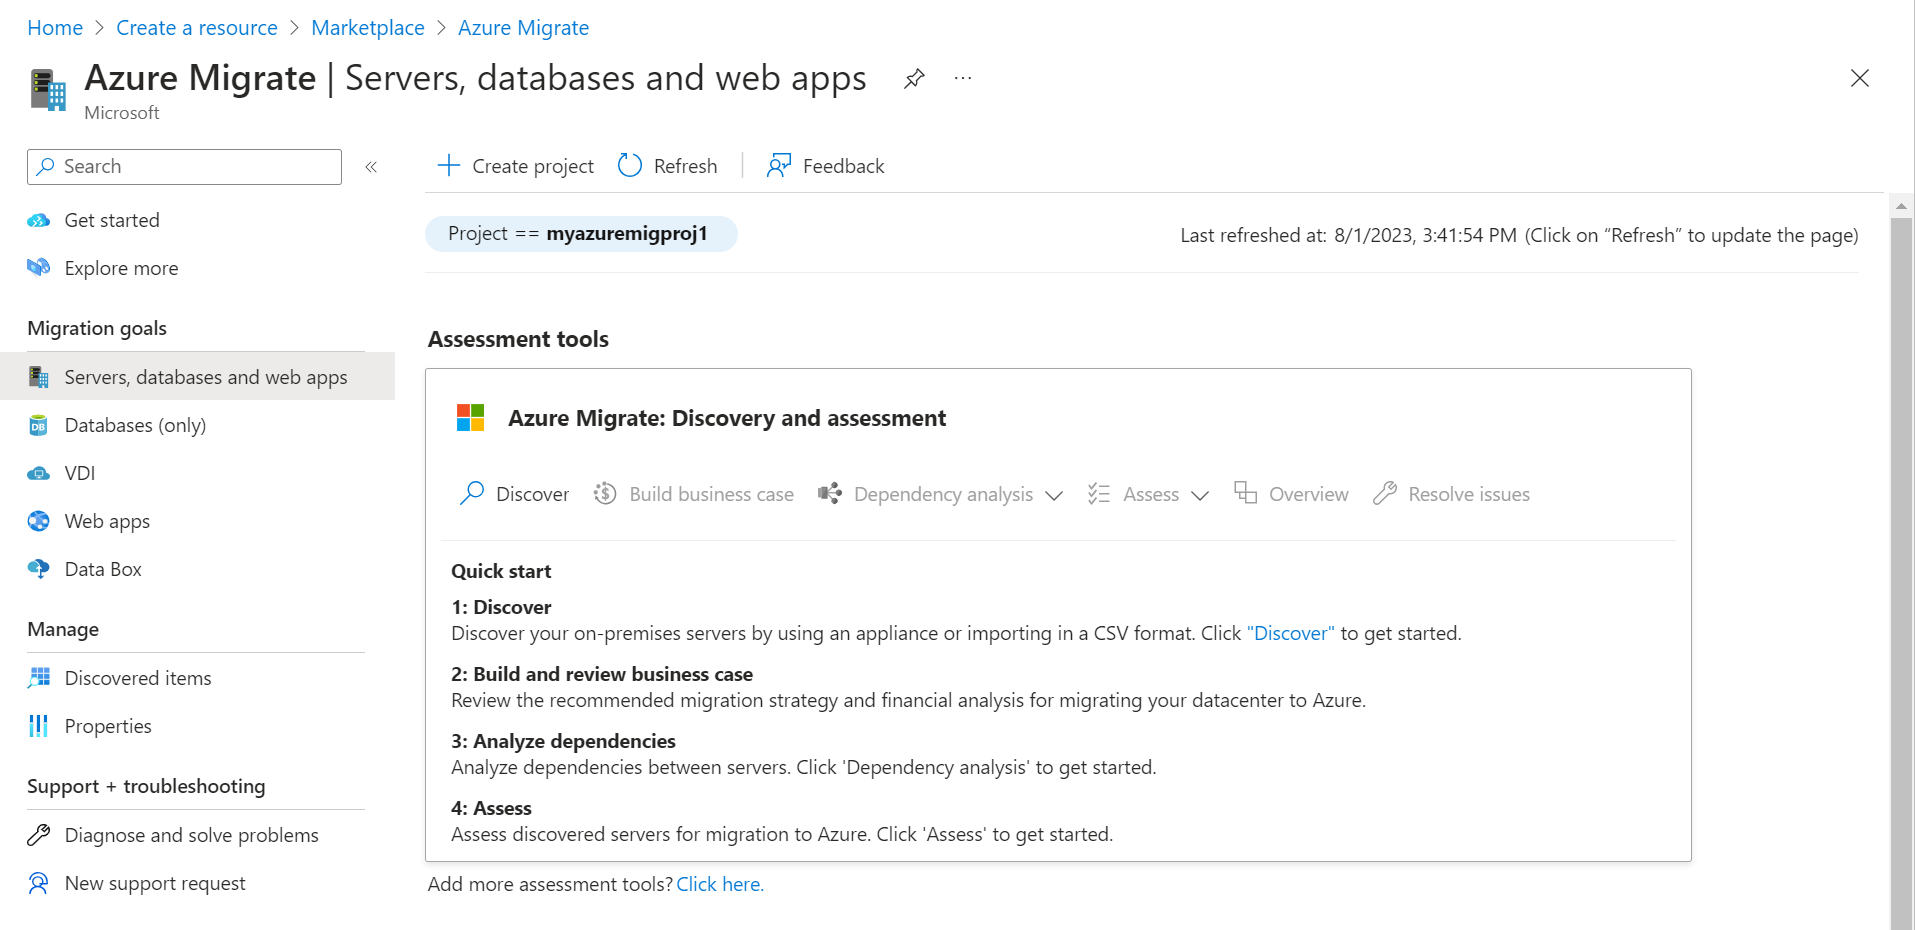 Home > Create a resource > Marketplace > Azure Migrate
Azure Migrate | Servers, databases and web apps ...
Microsoft
Search «
Get started
Explore more
Migration goals
Servers, databases and web apps
Databases (only)
VDI
Web apps
Data Box
Manage
Discovered items
Properties
Support + troubleshooting
Diagnose and solve problems
New support request
Create project Refresh Feedback
Project == myazuremigproj1
Last refreshed at: 8/1/2023, 3:41:54 PM (Click on “Refresh” to update the page)
Assessment tools
Azure Migrate: Discovery and assessment
Discover Build business case Dependency analysis Assess Overview Resolve issues
Quick start
1: Discover
Discover your on-premises servers by using an appliance or importing in a CSV format. Click "Discover" to get started.
2: Build and review business case
Review the recommended migration strategy and financial analysis for migrating your datacenter to Azure.
3: Analyze dependencies
Analyze dependencies between servers. Click 'Dependency analysis' to get started.
4: Assess
Assess discovered servers for migration to Azure. Click 'Assess' to get started.
Add more assessment tools? Click here.